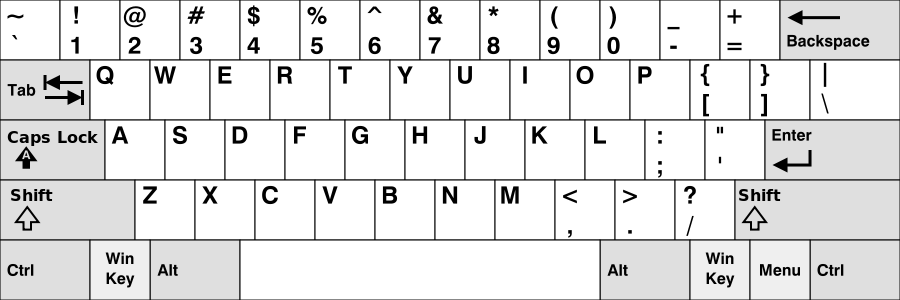 ~ ! @ # $ % ^ & * ( ) _ +
` 1 2 3 4 5 6 7 8 9 0 - = Backspace
Tab Q W E R T Y U I O P { } |
[ ] \
Caps Lock A S D F G H J K L : " Enter
A ; '
Shift Z X C V B N M < > ? Shift
, . /
Ctrl Win Key Alt Alt Win Key Menu Ctrl